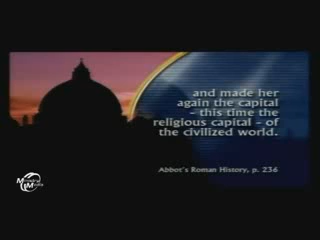 and made her
again the capital
- this time the
religious capital - of
the civilized world.
Abbot's Roman History, p. 236